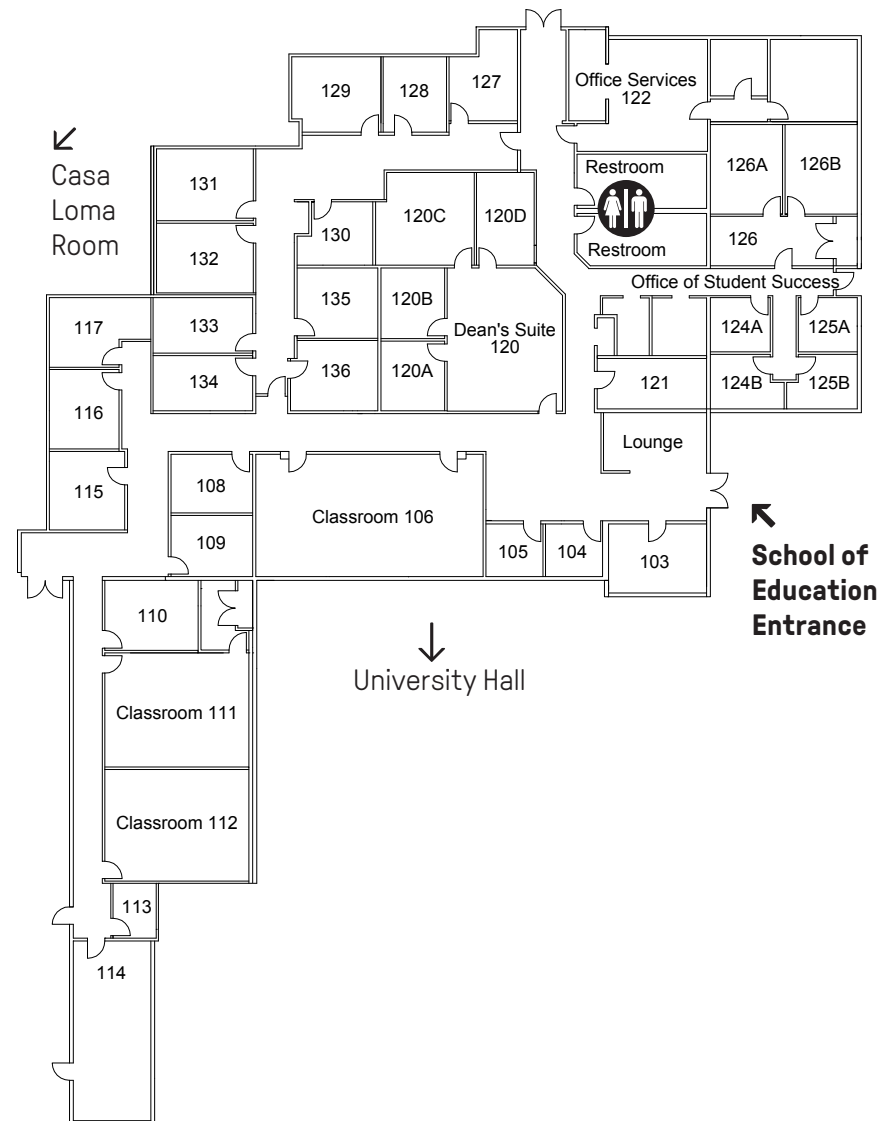 127
129
128
Office Services
122
Casa
Loma
Room
131
Restroom
126A
126B
130
120C
120D
132
Restroom
126
Office of Student Success
117
133
135
120B
Dean's Suite
120
124A
125A
134
136
120A
121
124B
125B
116
Lounge
115
108
Classroom 106
109
105
104
103
School of
Education
Entrance
110
University Hall
Classroom 111
Classroom 112
113
114